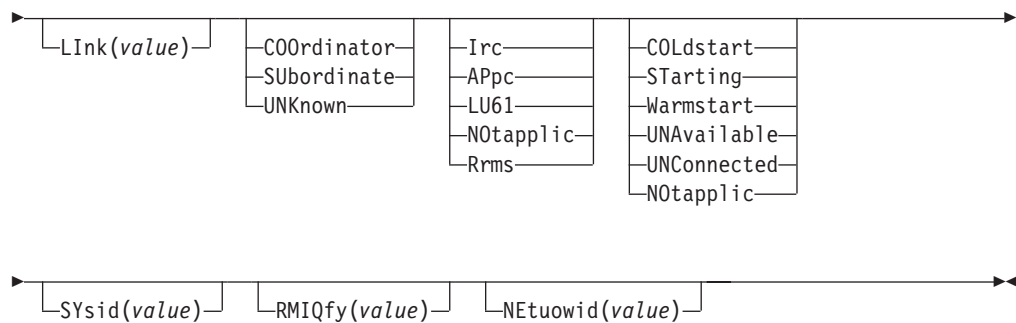 LInk(value)
COOrdinator
SUbordinate
UNKnown
Irc
APpc
LU61
NOtapplic
Rrms
COLdstart
STarting
Warmstart
UNAvailable
UNConnected
NOtapplic
SYsid(value)
RMIQfy(value)
NEtuowid(value)